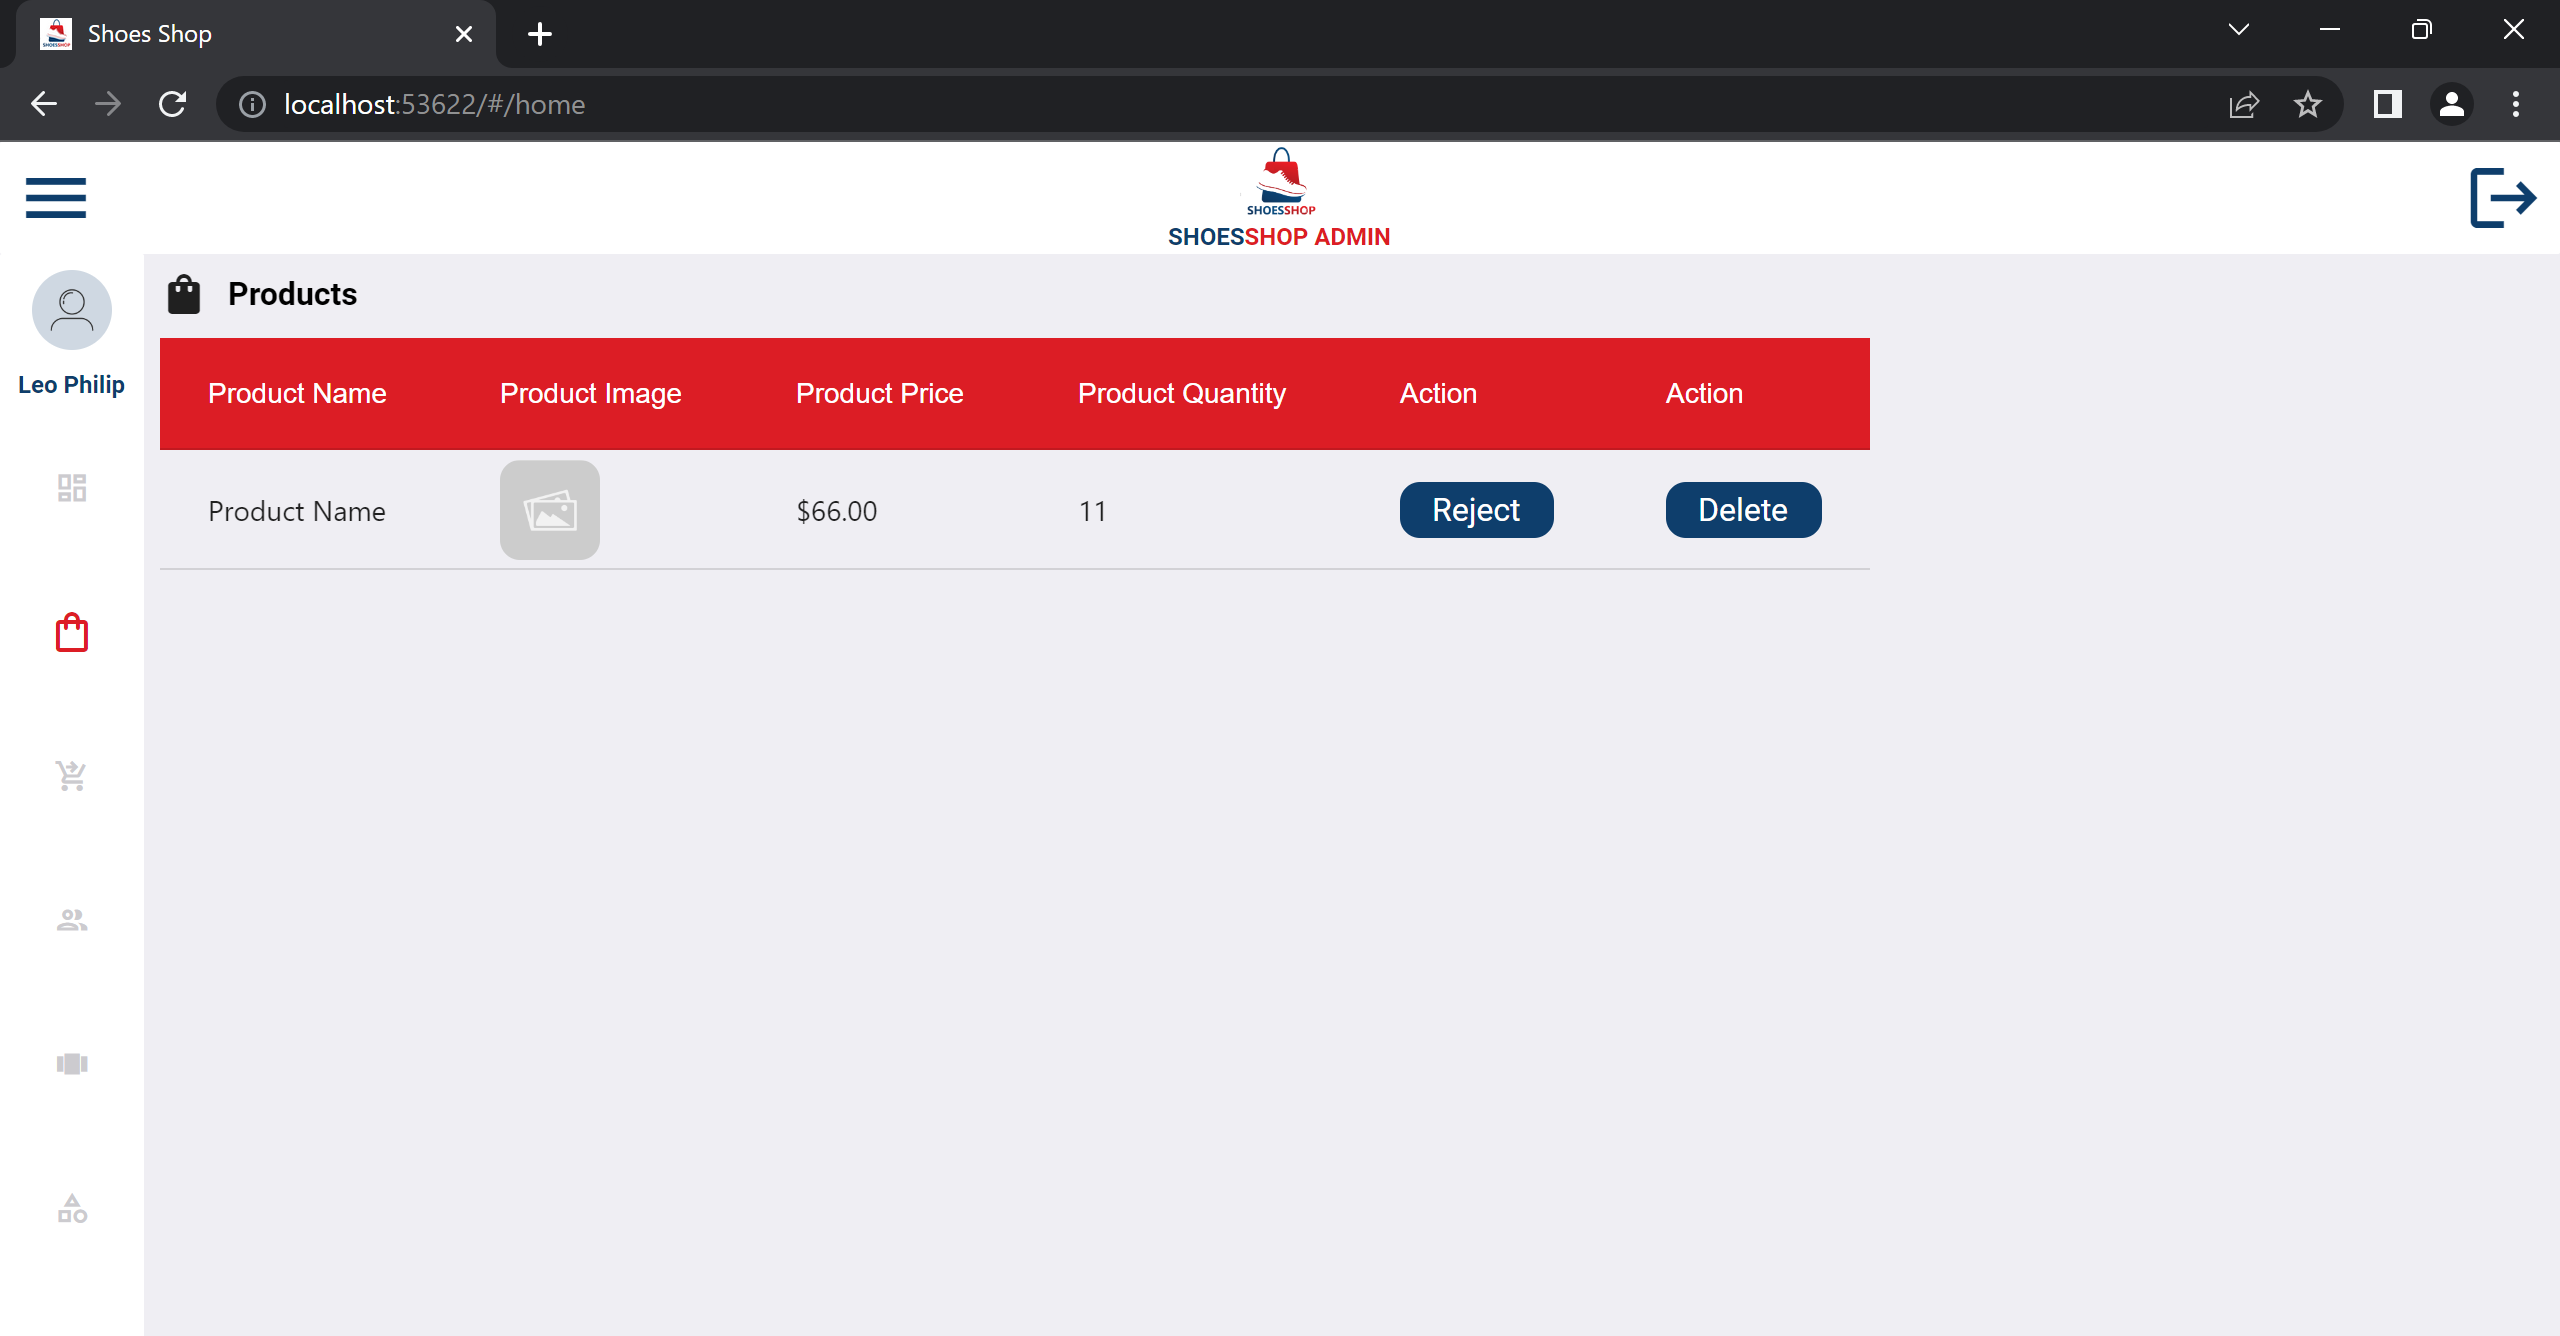 Shoes Shop
localhost:53622/#/home
SHOESSHOP
SHOESSHOP ADMIN
Leo Philip
Products
Product Name Product Image Product Price Product Quantity Action Action
Product Name $66.00 11 Reject Delete